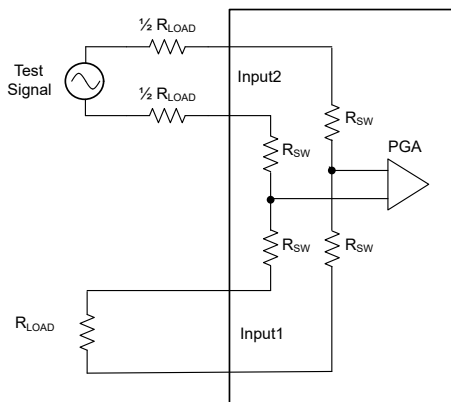 ½ RLOAD
Test
Signal
Input2
½ RLOAD
RSW
PGA
RSW
RSW
RSW
RLOAD
Input1